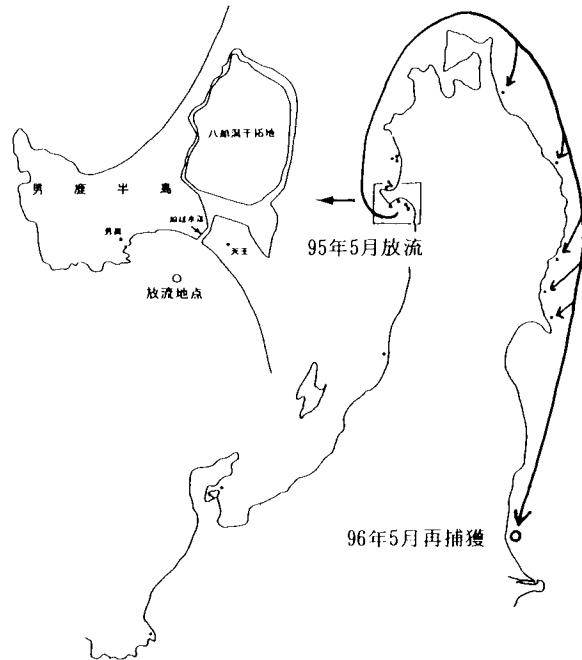 八郎潟干拓地
男鹿半島
船越水道
男鹿
天王
放流地点
95年5月放流
96年5月再捕獲